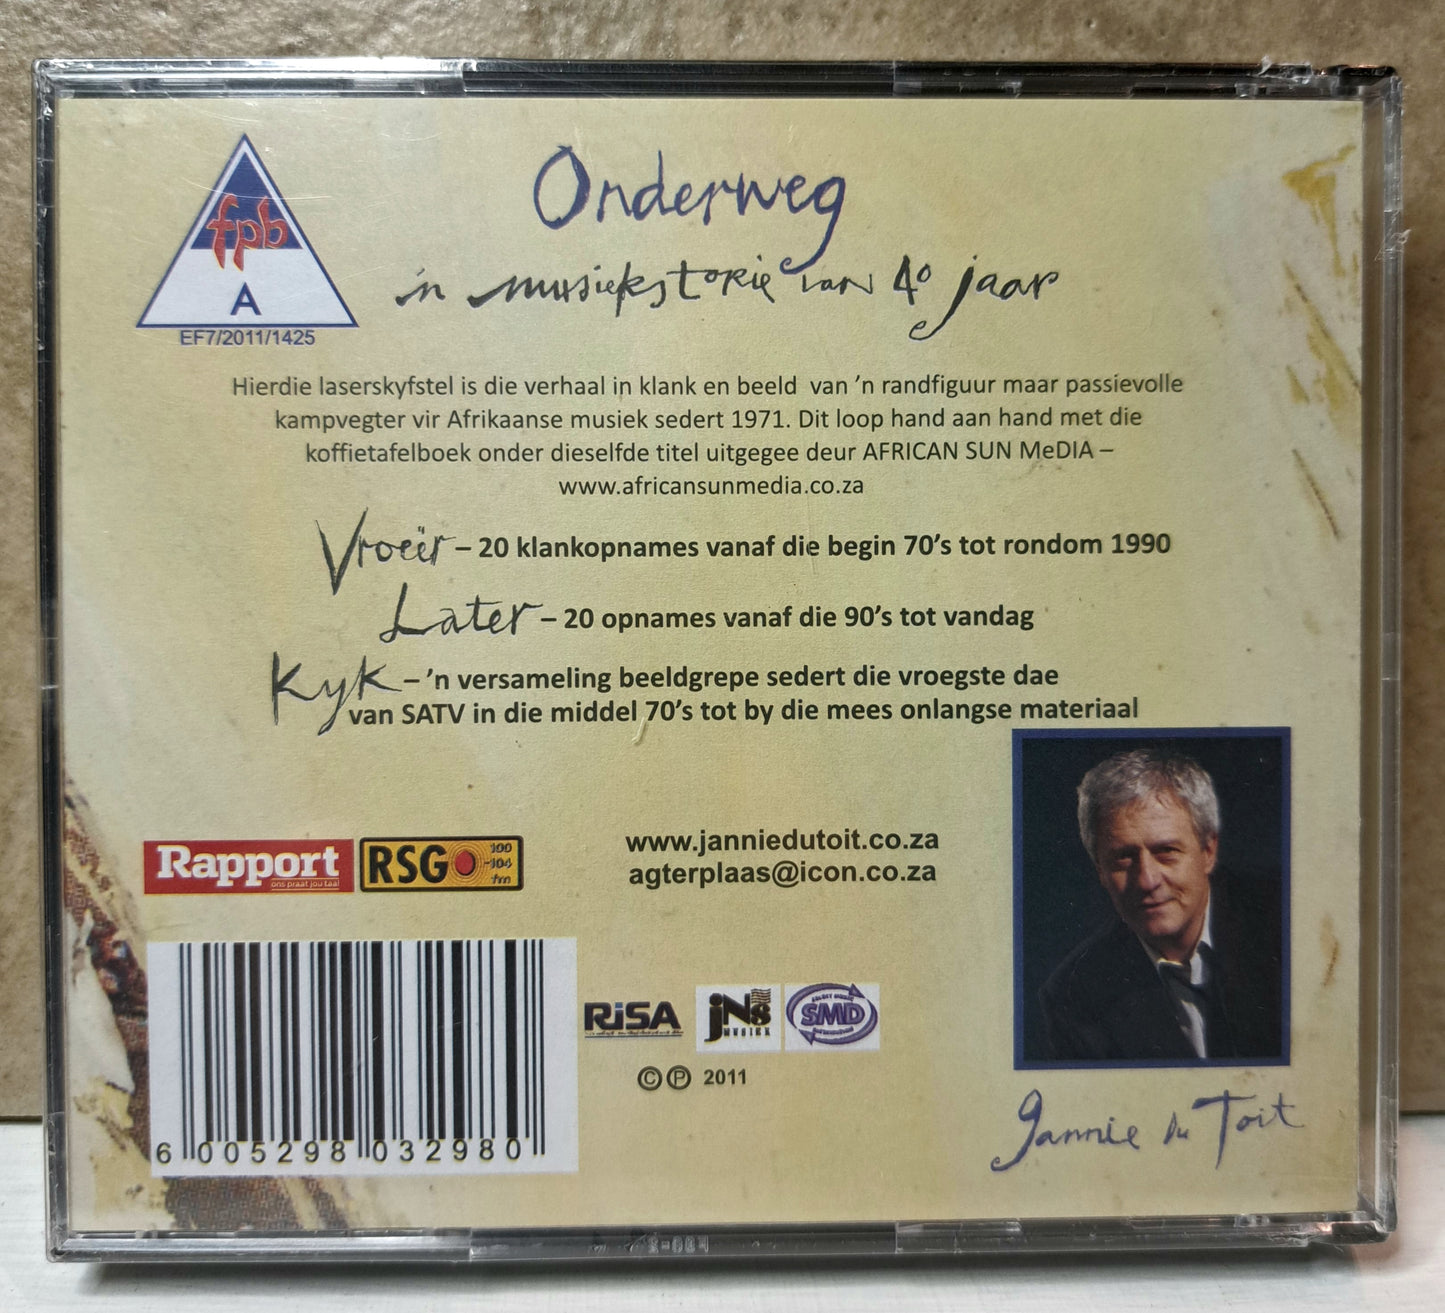 fpb
A
EF7/2011/1425
Onderweg
'n musiekstorie van 40 jaar
Hierdie laserskyfstel is die verhaal in klank en beeld van 'n randfiguur maar passievolle
kampvegter vir Afrikaanse musiek sedert 1971. Dit loop hand aan hand met die
koffietafelboek onder dieselfde titel uitgegee deur AFRICAN SUN MeDIA –
www.africansunmedia.co.za
Vroeër – 20 klankopnames vanaf die begin 70's tot rondom 1990
Later – 20 opnames vanaf die 90's tot vandag
Kyk – 'n versameling beeldgrepe sedert die vroegste dae
van SATV in die middel 70's tot by die mees onlangse materiaal
Rapport
ons praat jou taal
RSG 100
-104
fm
www.janniedutoit.co.za
agterplaas@icon.co.za
6 005298 032980
RiSA
jNs
MUSIEK
SELECT MUSIC
SMD
© ℗ 2011
Jannie du Toit